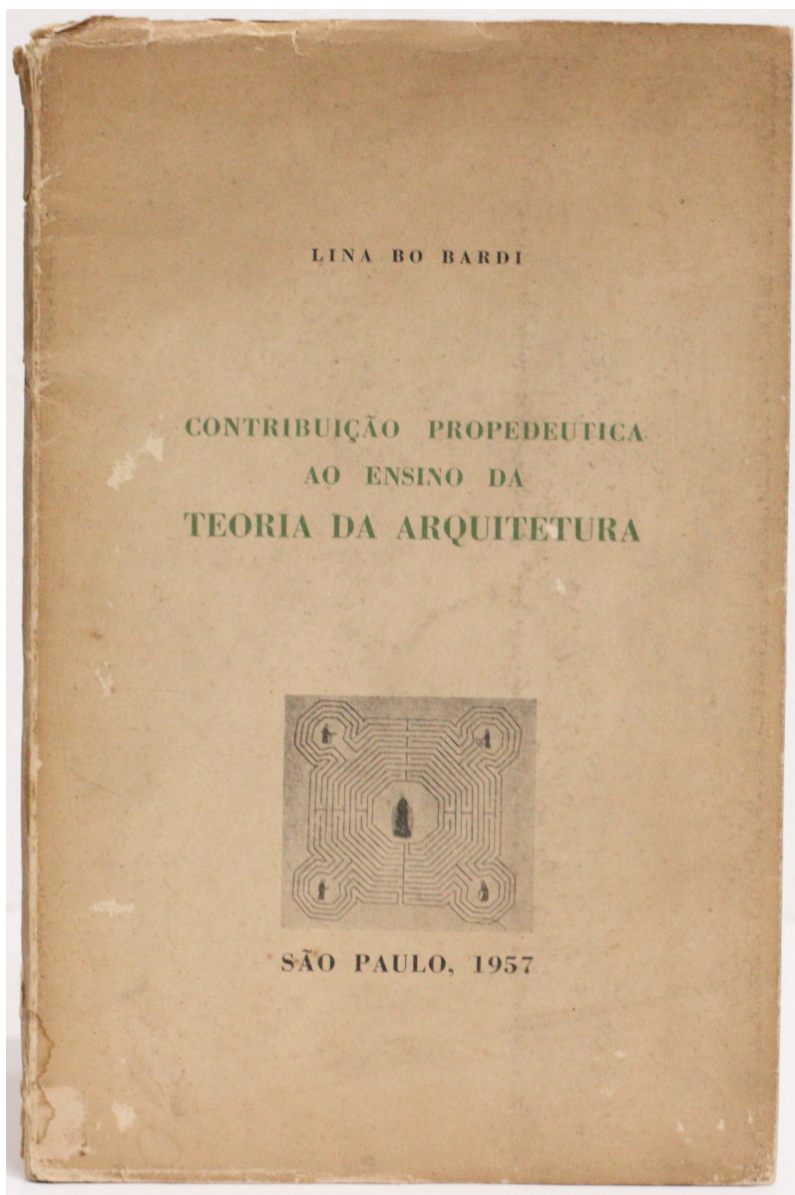 LINA BO BARDI
CONTRIBUIÇÃO PROPEDEUTICA
AO ENSINO DA
TEORIA DA ARQUITETURA
SÃO PAULO, 1957